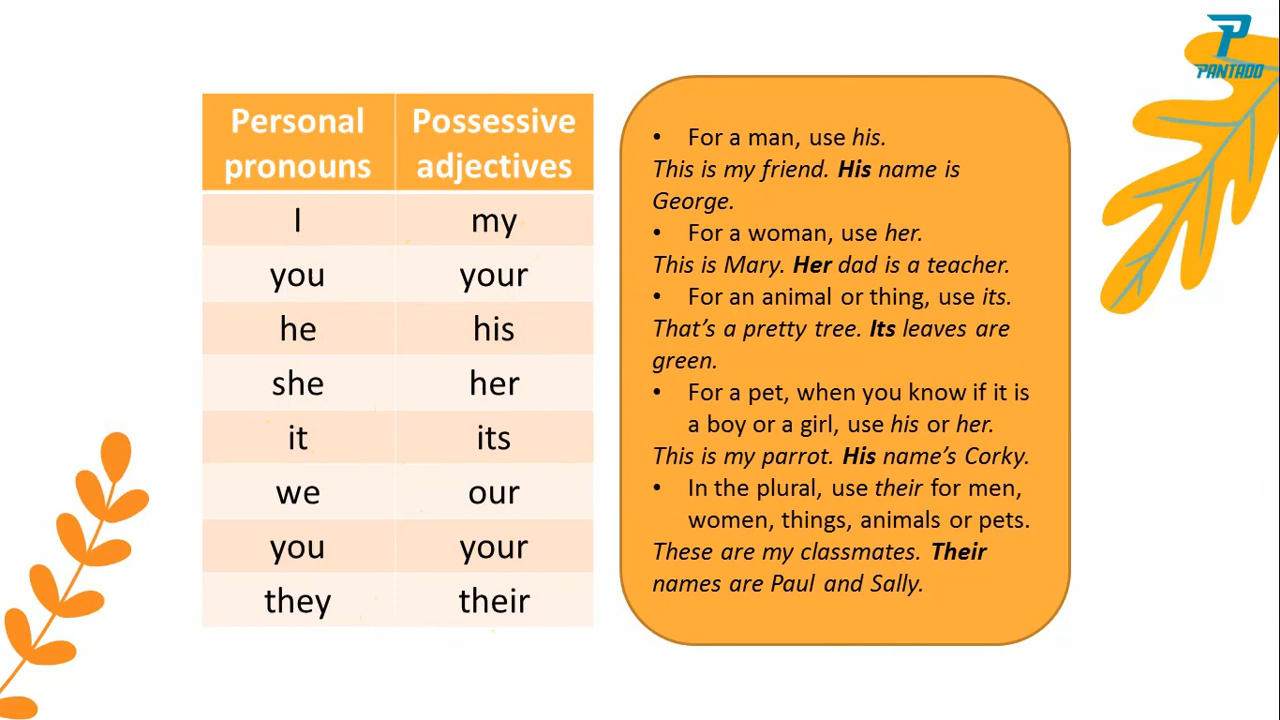 PANTADO
Personal pronouns
Possessive adjectives
I my
you your
he his
she her
it its
we our
you your
they their
• For a man, use his.
This is my friend. His name is
George.
• For a woman, use her.
This is Mary. Her dad is a teacher.
• For an animal or thing, use its.
That’s a pretty tree. Its leaves are
green.
• For a pet, when you know if it is
a boy or a girl, use his or her.
This is my parrot. His name’s Corky.
• In the plural, use their for men,
women, things, animals or pets.
These are my classmates. Their
names are Paul and Sally.